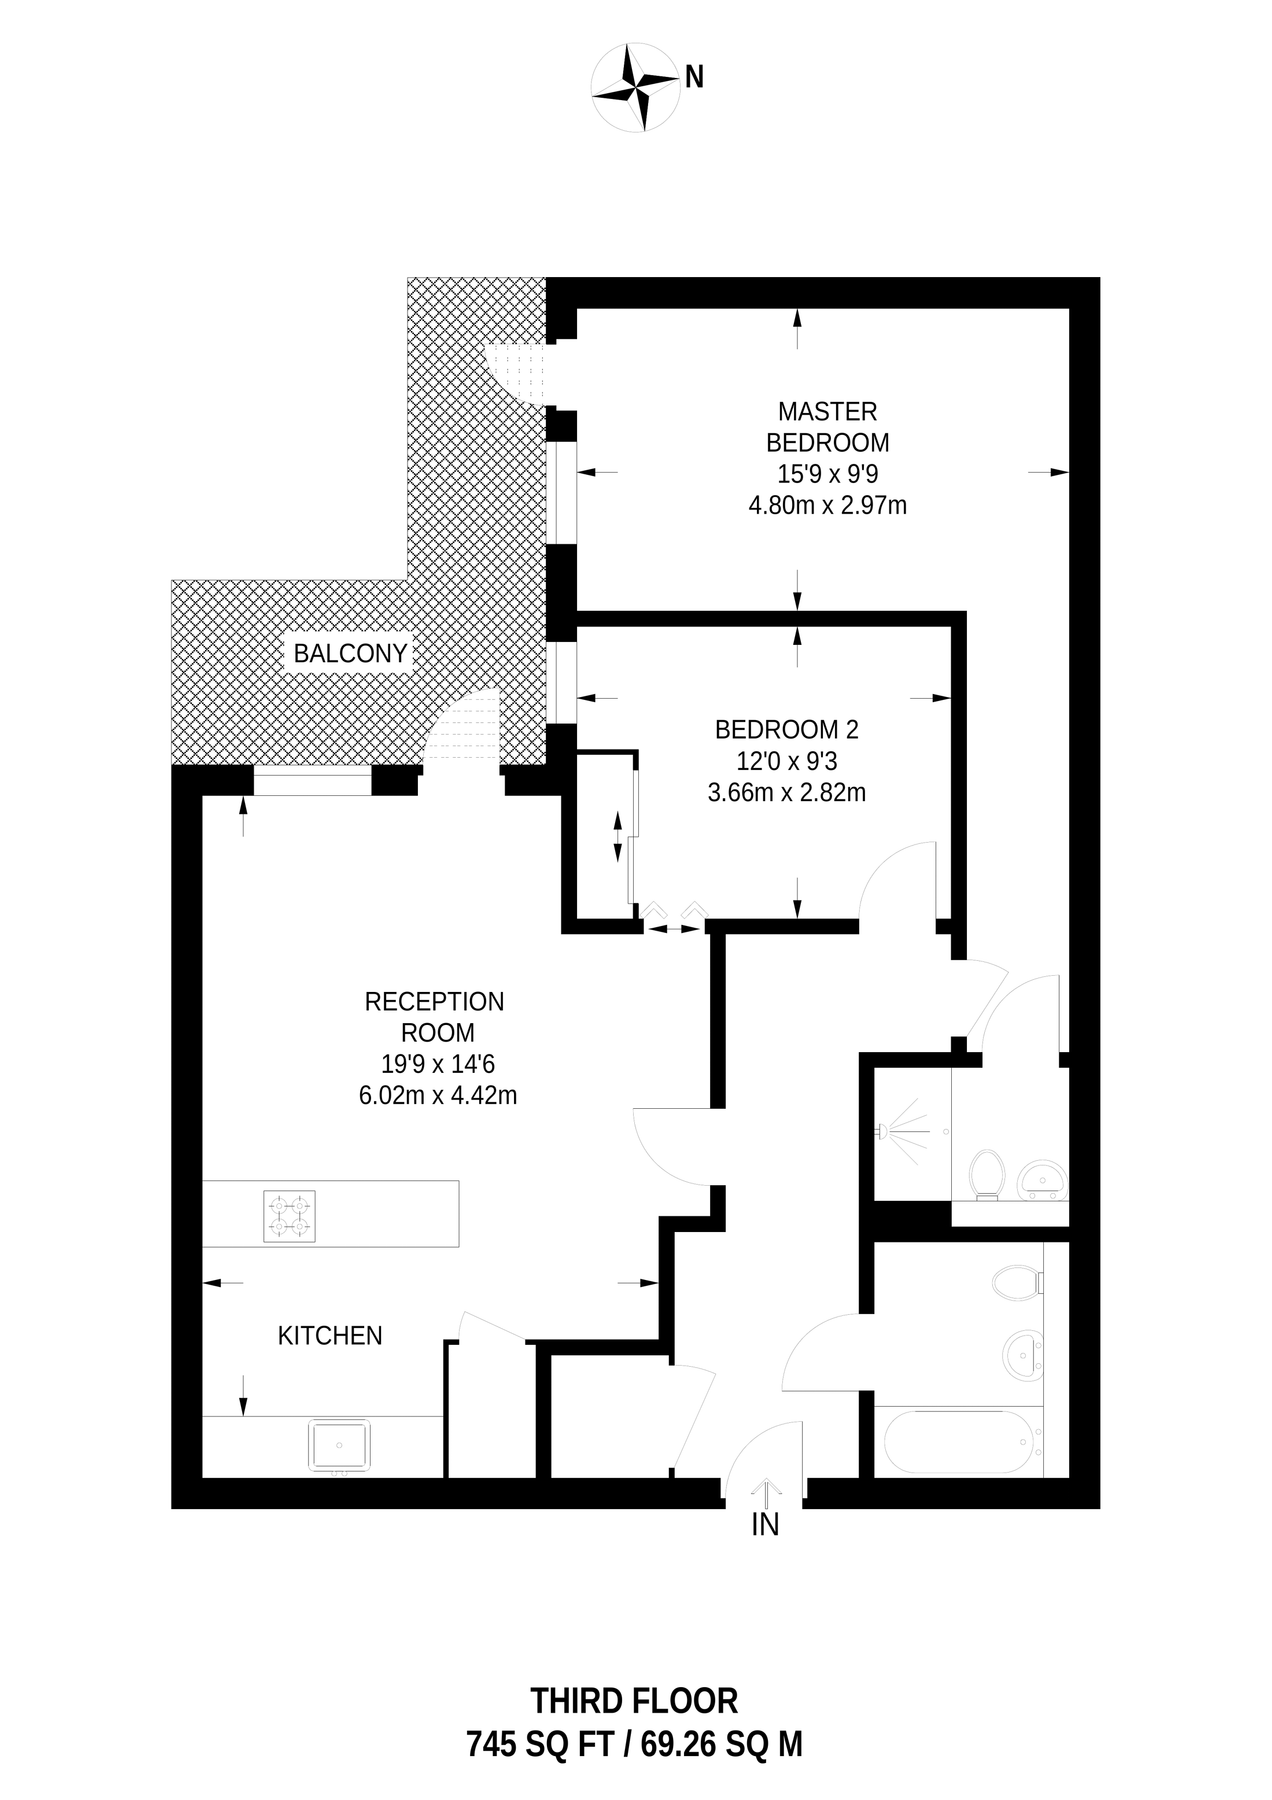 N
MASTER
BEDROOM
15'9 x 9'9
4.80m x 2.97m
BALCONY
BEDROOM 2
12'0 x 9'3
3.66m x 2.82m
RECEPTION
ROOM
19'9 x 14'6
6.02m x 4.42m
KITCHEN
IN
THIRD FLOOR
745 SQ FT / 69.26 SQ M